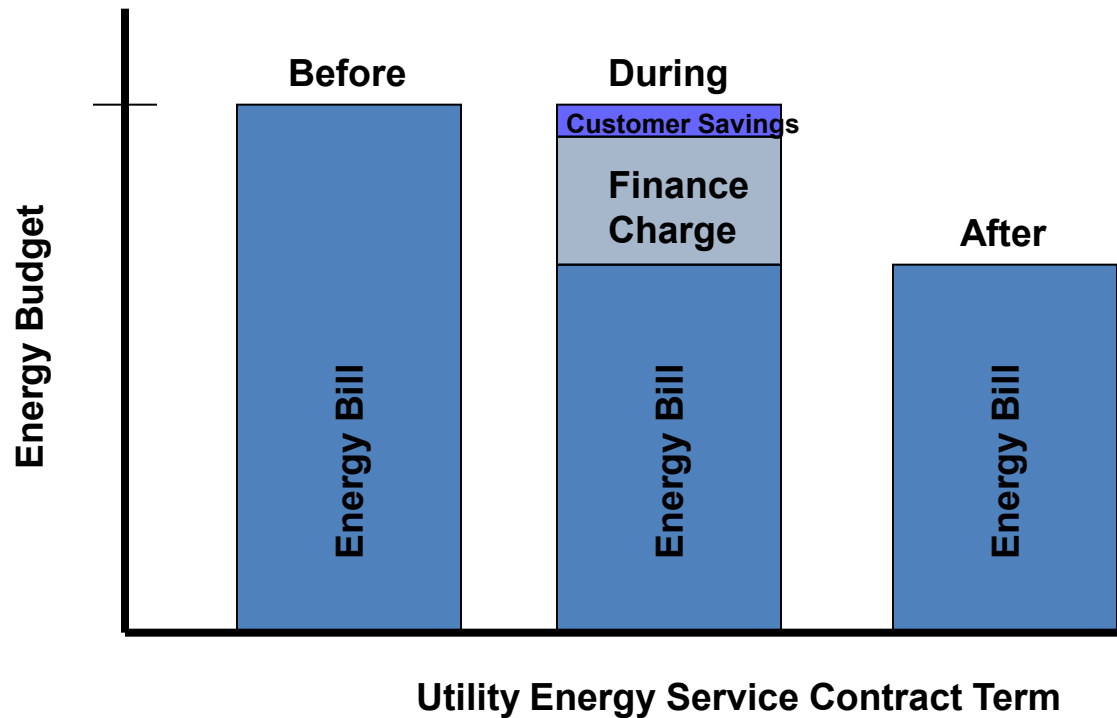 Before
During
Customer Savings
Finance
Charge
After
Energy Budget
Energy Bill
Energy Bill
Energy Bill
Utility Energy Service Contract Term